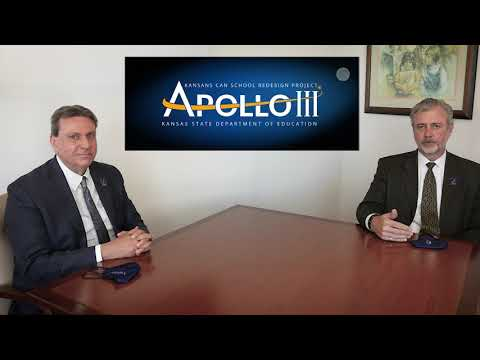 KANSANS CAN SCHOOL REDESIGN PROJECT
APOLLO III
KANSAS STATE DEPARTMENT OF EDUCATION